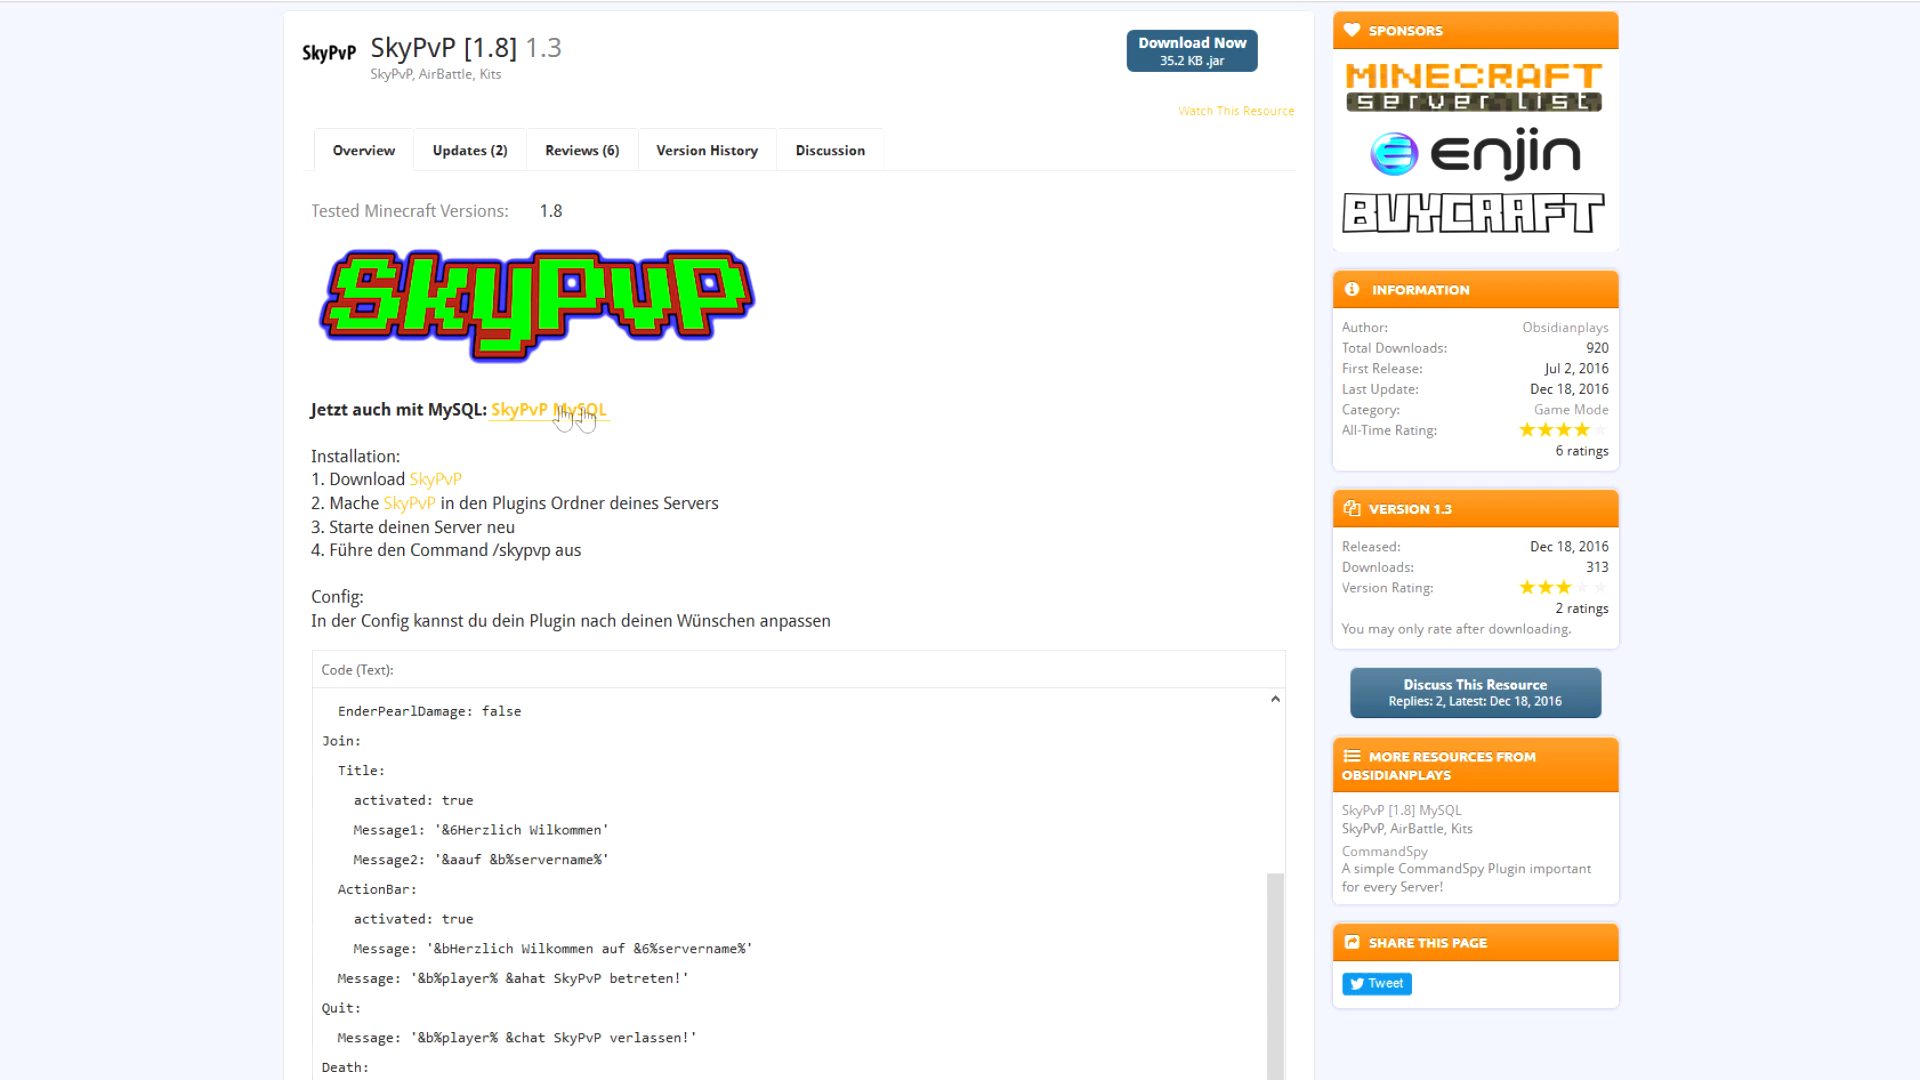 SkyPvP
SkyPvP [1.8] 1.3
SkyPvP, AirBattle, Kits
Download Now
35.2 KB .jar
Watch This Resource
Overview
Updates (2)
Reviews (6)
Version History
Discussion
Tested Minecraft Versions: 1.8
SkyPvP
Jetzt auch mit MySQL: SkyPvP MySQL
Installation:
1. Download SkyPvP
2. Mache SkyPvP in den Plugins Ordner deines Servers
3. Starte deinen Server neu
4. Führe den Command /skypvp aus
Config:
In der Config kannst du dein Plugin nach deinen Wünschen anpassen
Code (Text):
EnderPearlDamage: false
Join:
Title:
activated: true
Message1: '&6Herzlich Wilkommen'
Message2: '&aauf &b%servername%'
ActionBar:
activated: true
Message: '&bHerzlich Wilkommen auf &6%servername%'
Message: '&b%player% &ahat SkyPvP betreten!'
Quit:
Message: '&b%player% &chat SkyPvP verlassen!'
Death:
SPONSORS
MINECRAFT
server list
enjin
BUYCRAFT
INFORMATION
Author: Obsidianplays
Total Downloads: 920
First Release: Jul 2, 2016
Last Update: Dec 18, 2016
Category: Game Mode
All-Time Rating:
6 ratings
VERSION 1.3
Released: Dec 18, 2016
Downloads: 313
Version Rating:
2 ratings
You may only rate after downloading.
Discuss This Resource
Replies: 2, Latest: Dec 18, 2016
MORE RESOURCES FROM
OBSIDIANPLAYS
SkyPvP [1.8] MySQL
SkyPvP, AirBattle, Kits
CommandSpy
A simple CommandSpy Plugin important
for every Server!
SHARE THIS PAGE
Tweet